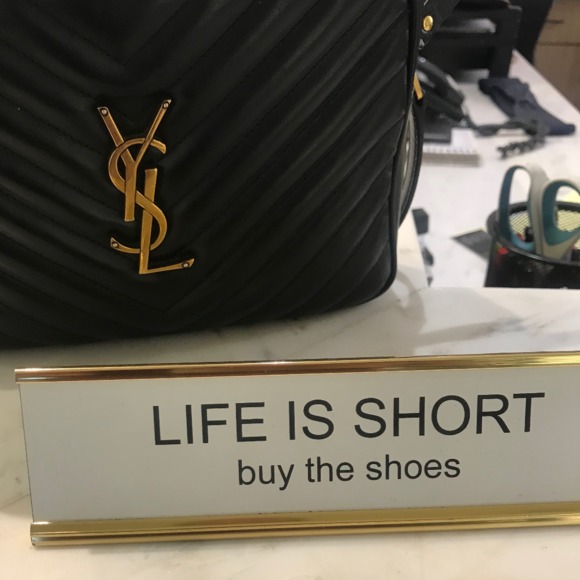 YSL
LIFE IS SHORT
buy the shoes